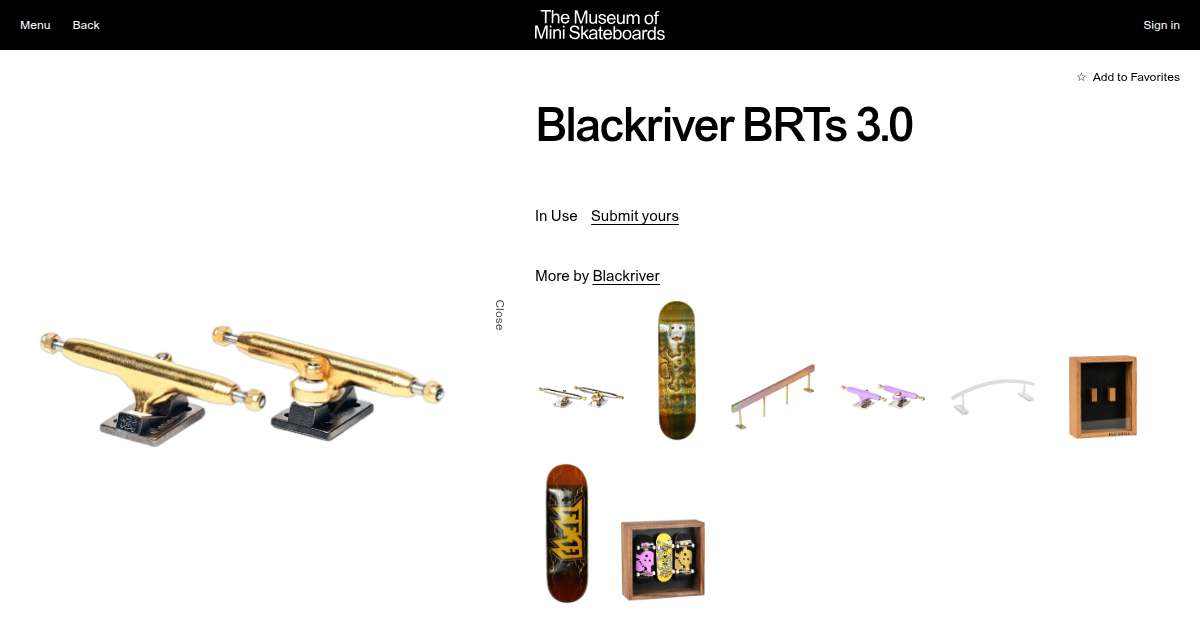 Menu
Back
The Museum of
Mini Skateboards
Sign in
☆ Add to Favorites
Blackriver BRTs 3.0
In Use Submit yours
More by Blackriver
Close